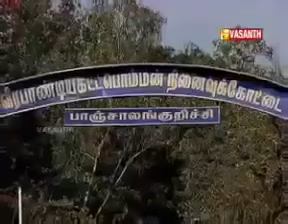 VASANTH
வீரபாண்டியகட்டபொம்மன் நினைவுக்கோட்டை
பாஞ்சாலங்குறிச்சி